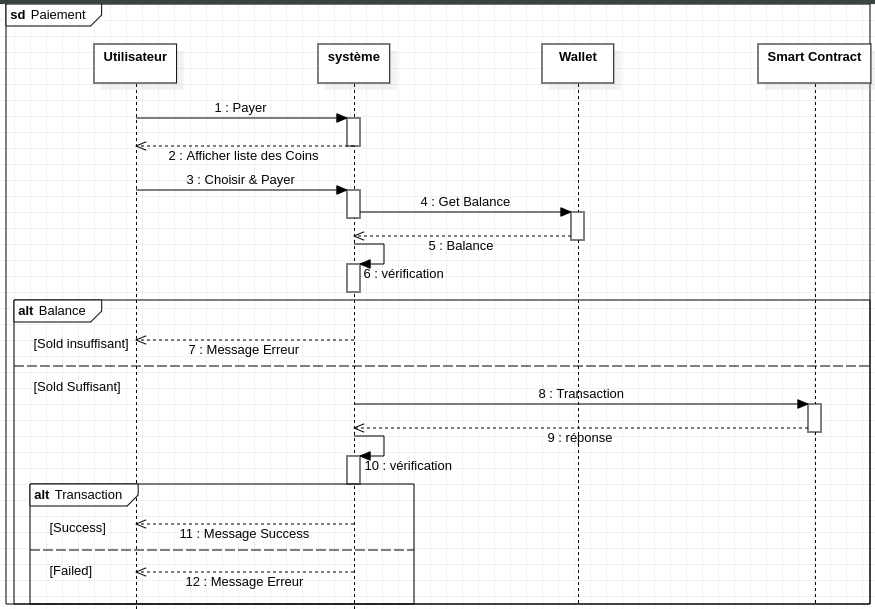 sd Paiement
Utilisateur
système
Wallet
Smart Contract
1 : Payer
2 : Afficher liste des Coins
3 : Choisir & Payer
4 : Get Balance
5 : Balance
6 : vérification
alt Balance
[Sold insuffisant]
7 : Message Erreur
[Sold Suffisant]
8 : Transaction
9 : réponse
10 : vérification
alt Transaction
[Success]
11 : Message Success
[Failed]
12 : Message Erreur